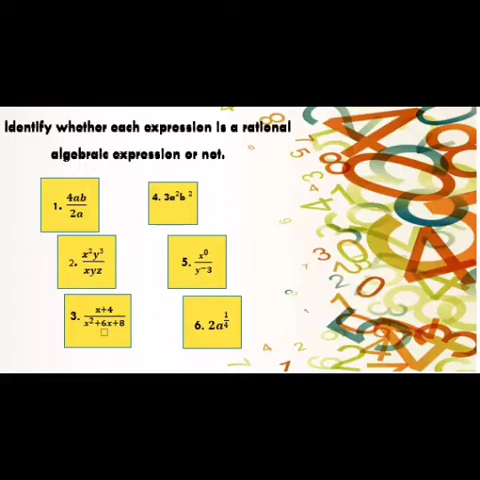 Identify whether each expression is a rational
algebraic expression or not.
1. 4ab/2a
2. x²y³/xyz
3. x+4/x²+6x+8
4. 3a²b ²
5. x⁰/y⁻³
6. 2a^1/4